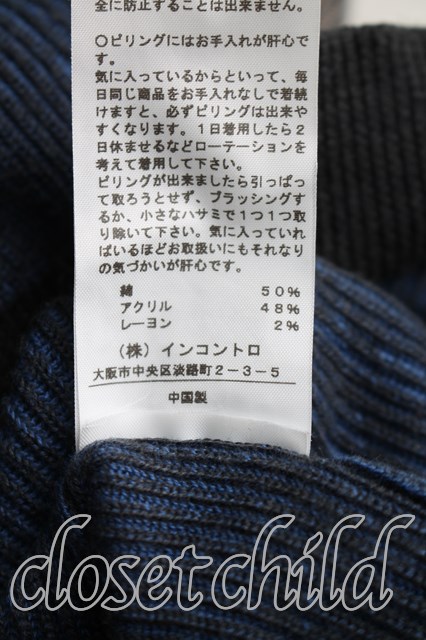 全に防止することは出来ません。
○ピリングにはお手入れが肝心で
す。
気に入っているからといって、毎
日同じ商品をお手入れなしで着続
けますと、必ずピリングは出来や
すくなります。１日着用したら２
日休ませるなどローテーションを
考えて着用して下さい。
ピリングが出来ましたら引っぱっ
て取ろうとせず、ブラッシングす
るか、小さなハサミで１つ１つ取
り除いて下さい。気に入っていれ
ばいるほどお取扱いにもそれなり
の気づかいが肝心です。
綿 ５０％
アクリル ４８％
レーヨン ２％
（株）インコントロ
大阪市中央区淡路町２－３－５
中国製
closet child